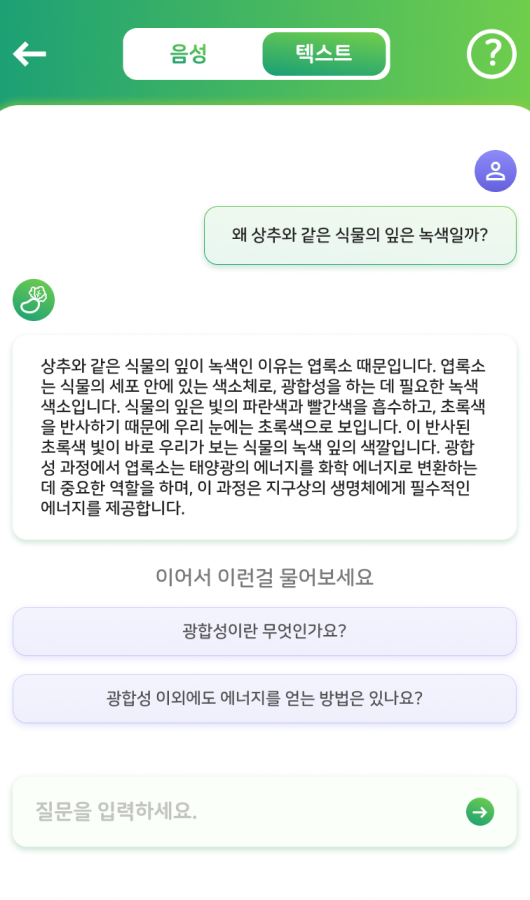 음성
텍스트
?
왜 상추와 같은 식물의 잎은 녹색일까?
상추와 같은 식물의 잎이 녹색인 이유는 엽록소 때문입니다. 엽록소
는 식물의 세포 안에 있는 색소체로, 광합성을 하는 데 필요한 녹색
색소입니다. 식물의 잎은 빛의 파란색과 빨간색을 흡수하고, 초록색
을 반사하기 때문에 우리 눈에는 초록색으로 보입니다. 이 반사된
초록색 빛이 바로 우리가 보는 식물의 녹색 잎의 색깔입니다. 광합
성 과정에서 엽록소는 태양광의 에너지를 화학 에너지로 변환하는
데 중요한 역할을 하며, 이 과정은 지구상의 생명체에게 필수적인
에너지를 제공합니다.
이어서 이런걸 물어보세요
광합성이란 무엇인가요?
광합성 이외에도 에너지를 얻는 방법은 있나요?
질문을 입력하세요.